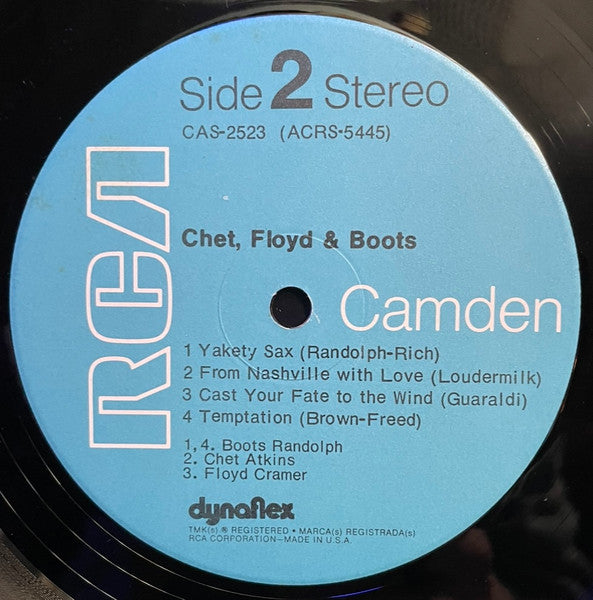 Side 2 Stereo
CAS-2523 (ACRS-5445)
RCA
Chet, Floyd & Boots
Camden
1 Yakety Sax (Randolph-Rich)
2 From Nashville with Love (Loudermilk)
3 Cast Your Fate to the Wind (Guaraldi)
4 Temptation (Brown-Freed)
1,4. Boots Randolph
2. Chet Atkins
3. Floyd Cramer
dynaflex
TMK(s) ® REGISTERED • MARCA(s) REGISTRADA(s)
RCA CORPORATION—MADE IN U.S.A.